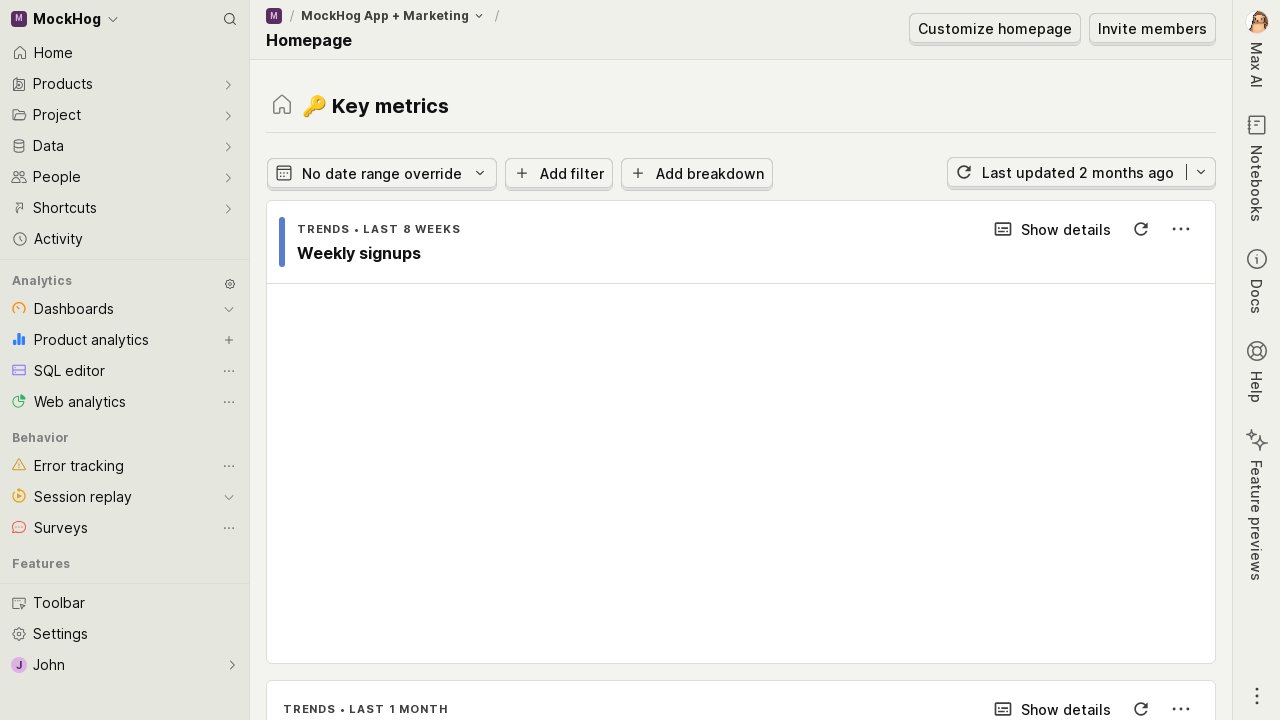 M MockHog
Home
Products
Project
Data
People
Shortcuts
Activity
Analytics
Dashboards
Product analytics
SQL editor
Web analytics
Behavior
Error tracking
Session replay
Surveys
Features
Toolbar
Settings
J John
M / MockHog App + Marketing /
Homepage
Customize homepage
Invite members
🔑 Key metrics
No date range override
Add filter
Add breakdown
Last updated 2 months ago
TRENDS • LAST 8 WEEKS
Weekly signups
Show details
TRENDS • LAST 1 MONTH
Show details
Max AI
Notebooks
Docs
Help
Feature previews